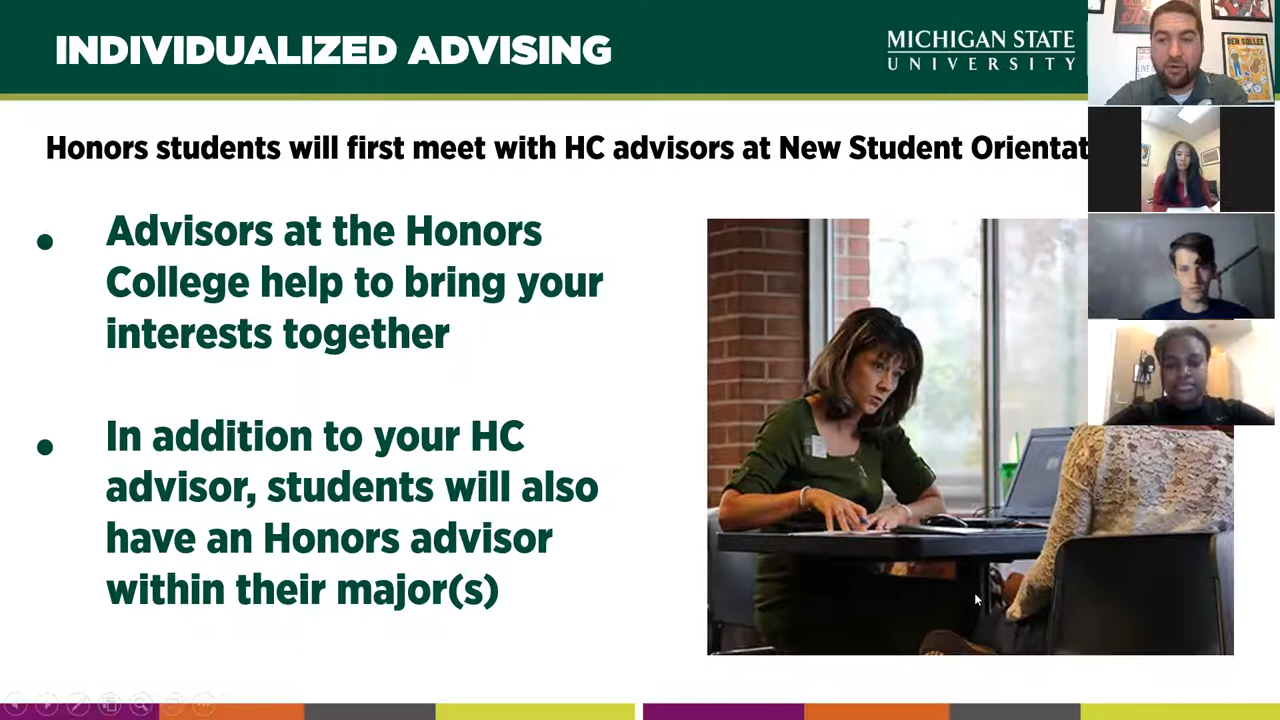 INDIVIDUALIZED ADVISING
MICHIGAN STATE
UNIVERSITY
BEN SOLLEE
Honors students will first meet with HC advisors at New Student Orientat
• Advisors at the Honors
College help to bring your
interests together
• In addition to your HC
advisor, students will also
have an Honors advisor
within their major(s)